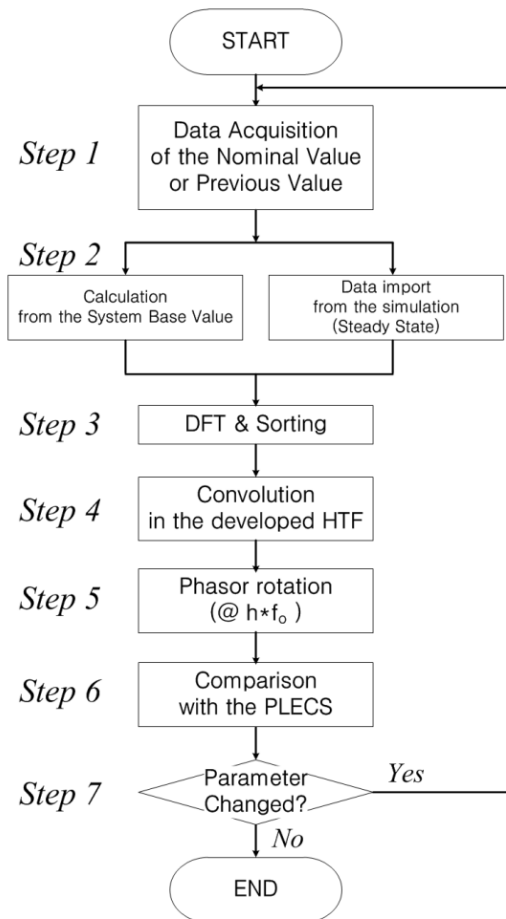 START
Step 1
Data Acquisition
of the Nominal Value
or Previous Value
Step 2
Calculation
from the System Base Value
Data import
from the simulation
(Steady State)
Step 3
DFT & Sorting
Step 4
Convolution
in the developed HTF
Step 5
Phasor rotation
(@ h*fₒ )
Step 6
Comparison
with the PLECS
Step 7
Parameter
Changed?
Yes
No
END